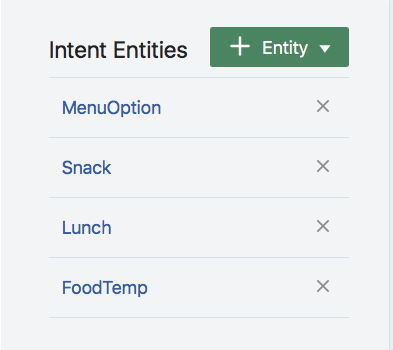 Intent Entities
Entity
MenuOption
Snack
Lunch
FoodTemp